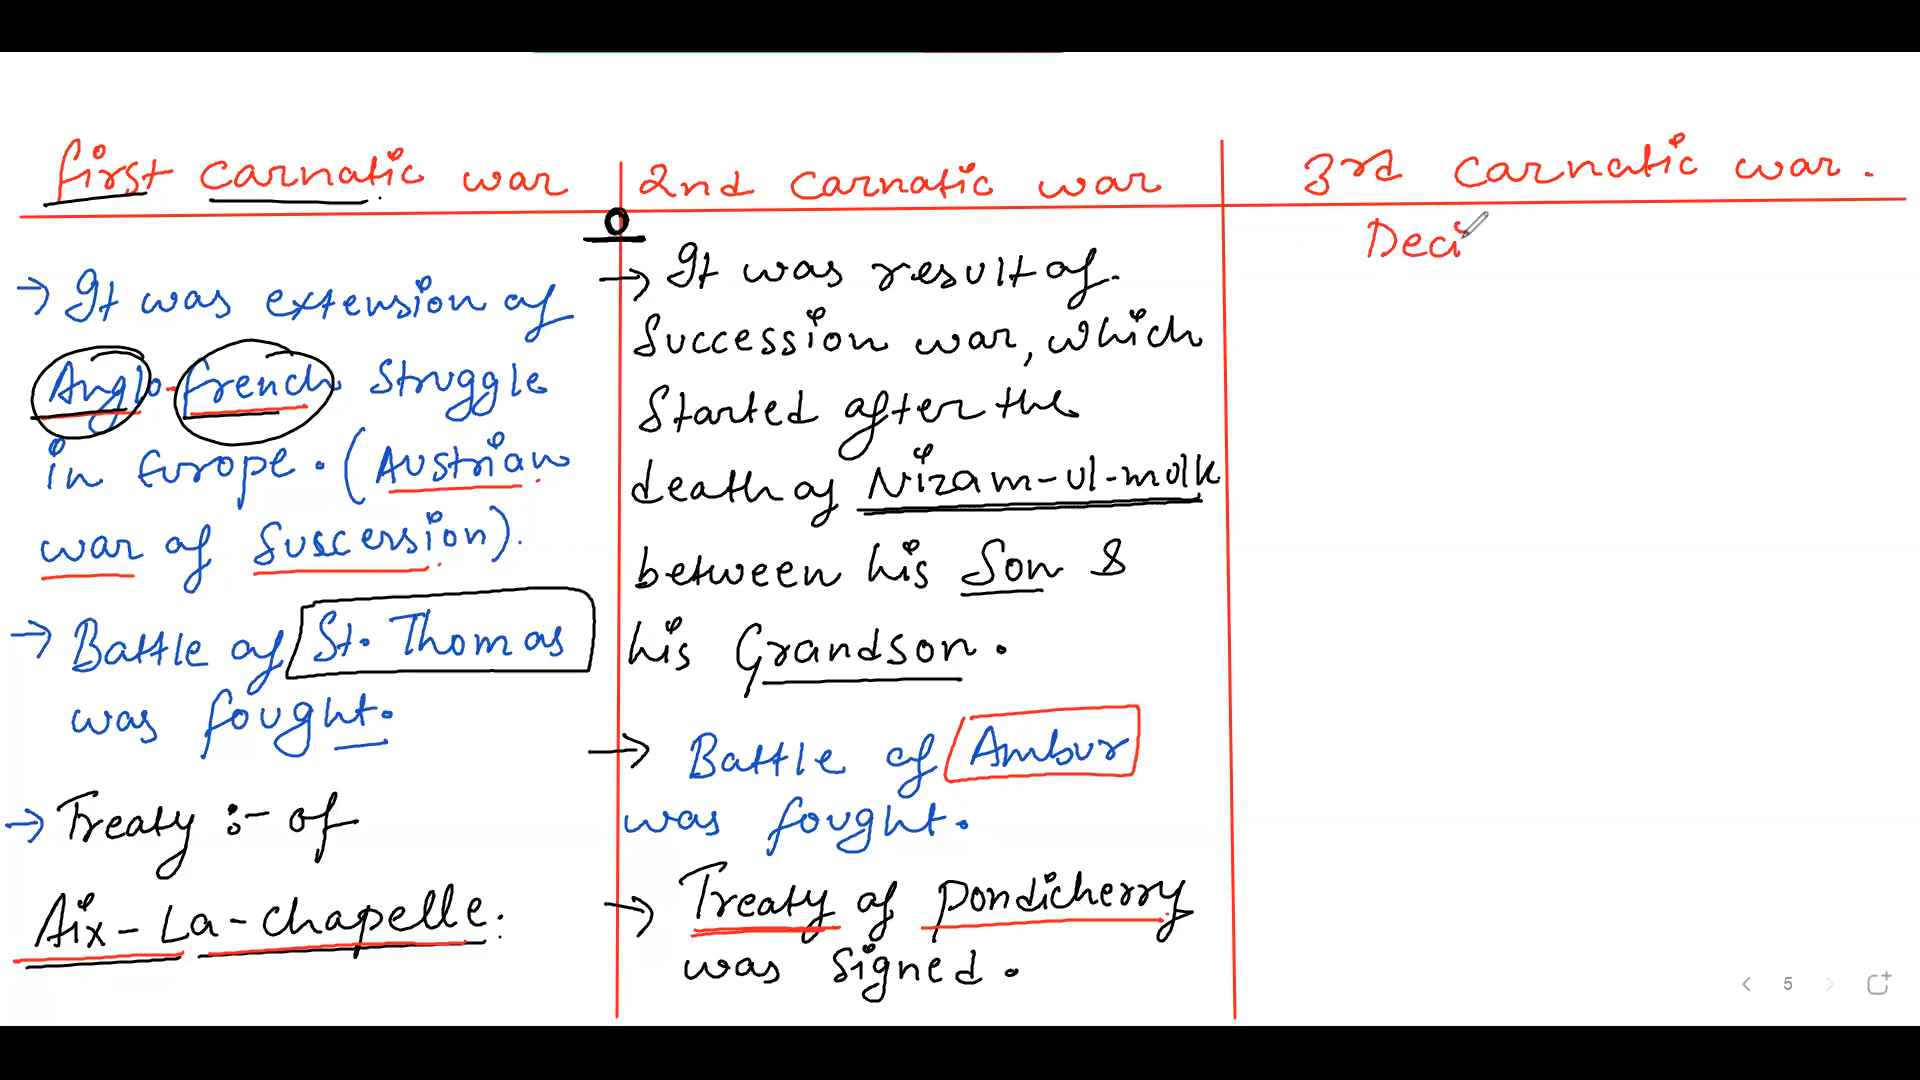 first carnatic war
2nd carnatic war
3rd carnatic war.
→ It was extension of
Anglo-french struggle
in Europe. (Austrian
war of Suscession).
→ Battle of St. Thomas
was fought.
→ Treaty :- of
Aix-La-chapelle.
→ It was result of.
Succession war, which
Started after the
death of Nizam-ul-mulk
between his Son &
his Grandson.
→ Battle of Ambur
was fought.
→ Treaty of Pondicherry
was signed.
Deci
5